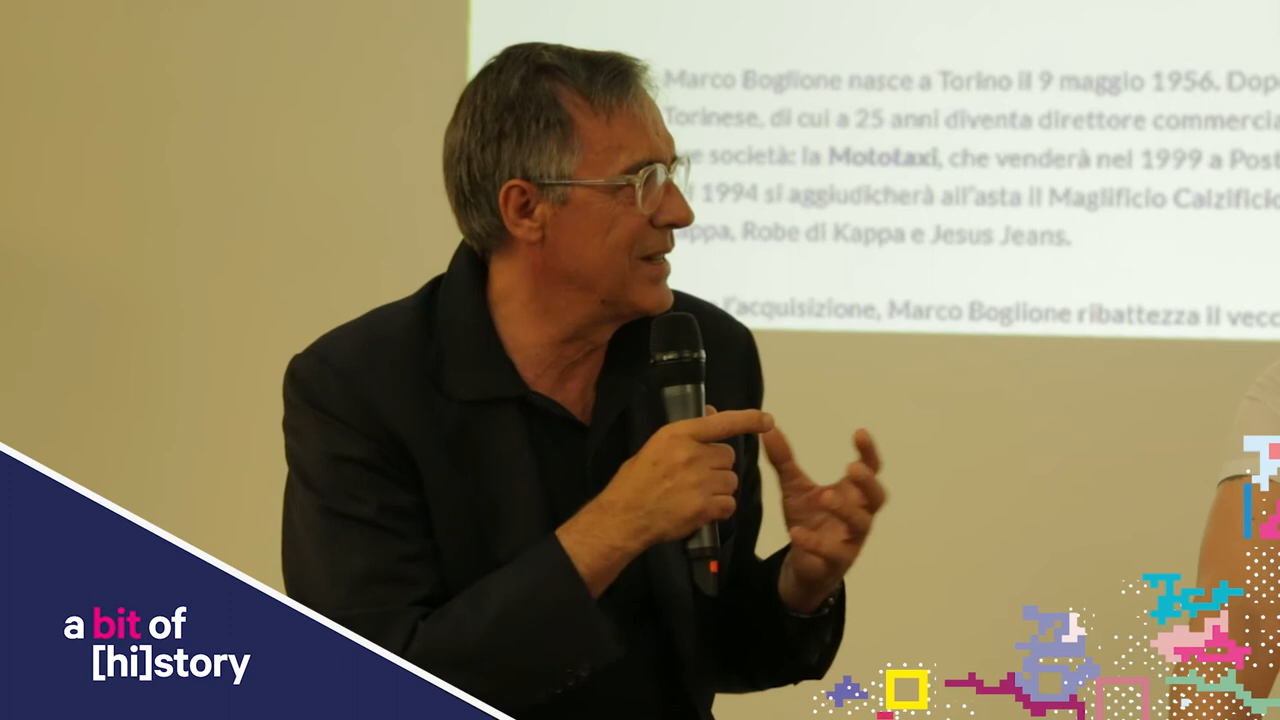 Marco Boglione nasce a Torino il 9 maggio 1956. Dop
Torinese, di cui a 25 anni diventa direttore commercia
società: la Mototaxi, che venderà nel 1999 a Post
1994 si aggiudicherà all'asta il Maglificio Calzificio
Robe di Kappa e Jesus Jeans.
l'acquisizione, Marco Boglione ribattezza il vecc
a bit of
[hi]story